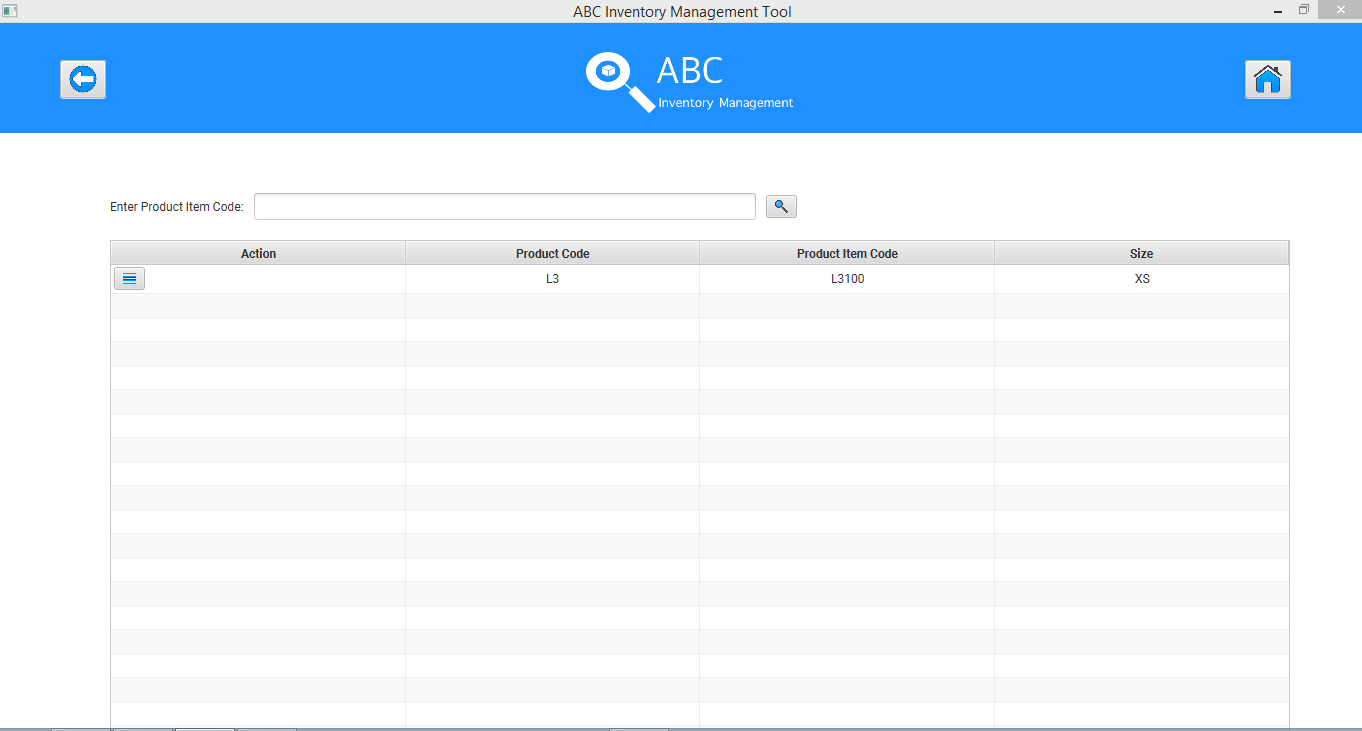 ABC Inventory Management Tool
ABC
Inventory Management
Enter Product Item Code:
Action Product Code Product Item Code Size
L3 L3100 XS